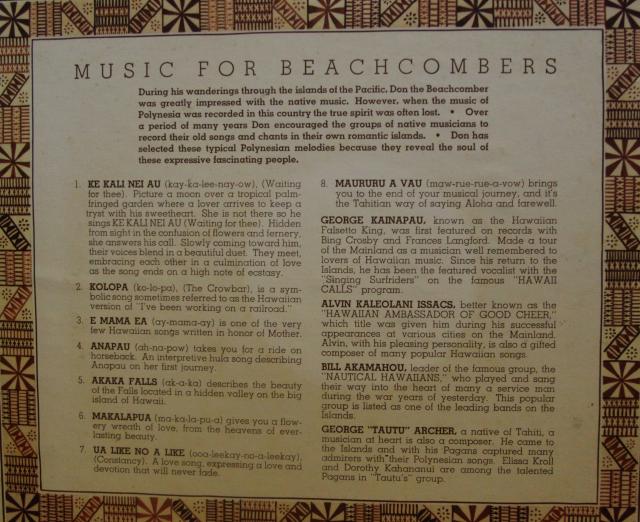 MUSIC FOR BEACHCOMBERS
During his wanderings through the islands of the Pacific, Don the Beachcomber
was greatly impressed with the native music. However, when the music of
Polynesia was recorded in this country the true spirit was often lost. • Over
a period of many years Don encouraged the groups of native musicians to
record their old songs and chants in their own romantic islands. • Don has
selected these typical Polynesian melodies because they reveal the soul of
these expressive fascinating people.
1. KE KALI NEI AU (kay-ka-lee-nay-ow), (Waiting
for thee). Picture a moon over a tropical palm-
fringed garden where a lover arrives to keep a
tryst with his sweetheart. She is not there so he
sings KE KALI NEI AU (Waiting for thee). Hidden
from sight in the confusion of flowers and fernery,
she answers his call. Slowly coming toward him,
their voices blend in a beautiful duet. They meet,
embracing each other in a culmination of love
as the song ends on a high note of ecstasy.
2. KOLOPA (ko-lo-pa), (The Crowbar), is a sym-
bolic song sometimes referred to as the Hawaiian
version of "I've been working on a railroad."
3. E MAMA EA (ay-mama-ay) is one of the very
few Hawaiian songs written in honor of Mother.
4. ANAPAU (ah-na-pow) takes you for a ride on
horseback. An interpretive hula song describing
Anapau on her first journey.
5. AKAKA FALLS (ak-a-ka) describes the beauty
of the Falls located in a hidden valley on the big
island of Hawaii.
6. MAKALAPUA (ma-ka-la-pu-a) gives you a flow-
ery wreath of love, from the heavens of ever-
lasting beauty.
7. UA LIKE NO A LIKE (ooa-leekay-no-a-leekay),
(Constancy). A love song, expressing a love and
devotion that will never fade.
8. MAURURU A VAU (maw-rue-rue-a-vow) brings
you to the end of your musical journey, and it's
the Tahitian way of saying Aloha and farewell.
GEORGE KAINAPAU, known as the Hawaiian
Falsetto King, was first featured on records with
Bing Crosby and Frances Langford. Made a tour
of the Mainland as a musician well remembered to
lovers of Hawaiian music. Since his return to the
Islands, he has been the featured vocalist with the
"Singing Surfriders" on the famous "HAWAII
CALLS" program.
ALVIN KALEOLANI ISSACS, better known as the
"HAWAIIAN AMBASSADOR OF GOOD CHEER,"
which title was given him during his successful
appearances at various cities on the Mainland.
Alvin, with his pleasing personality, is also a gifted
composer of many popular Hawaiian songs.
BILL AKAMAHOU, leader of the famous group, the
"NAUTICAL HAWAIIANS," who played and sang
their way into the heart of many a service man
during the war years of yesterday. This popular
group is listed as one of the leading bands on the
Islands.
GEORGE "TAUTU" ARCHER, a native of Tahiti, a
musician at heart is also a composer. He came to
the Islands and with his Pagans captured many
admirers with their Polynesian songs. Elissa Kroll
and Dorothy Kahananui are among the talented
Pagans in "Tautu's" group.